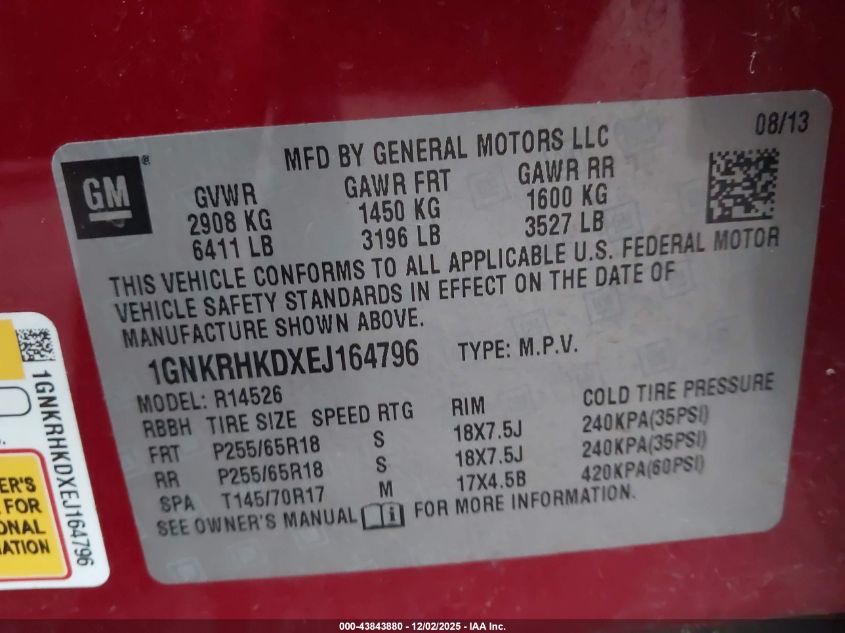 08/13
MFD BY GENERAL MOTORS LLC
GM®
GVWR GAWR FRT GAWR RR
2908 KG 1450 KG 1600 KG
6411 LB 3196 LB 3527 LB
THIS VEHICLE CONFORMS TO ALL APPLICABLE U.S. FEDERAL MOTOR
VEHICLE SAFETY STANDARDS IN EFFECT ON THE DATE OF
MANUFACTURE SHOWN ABOVE.
1GNKRHKDXEJ164796 TYPE: M.P.V.
MODEL: R14526
RBBH TIRE SIZE SPEED RTG RIM COLD TIRE PRESSURE
FRT P255/65R18 S 18X7.5J 240KPA(35PSI)
RR P255/65R18 S 18X7.5J 240KPA(35PSI)
SPA T145/70R17 M 17X4.5B 420KPA(60PSI)
SEE OWNER'S MANUAL FOR MORE INFORMATION.
1GNKRHKDXEJ164796
ER'S
FOR
ONAL
MATION
000-43843880 - 12/02/2025 - IAA Inc.